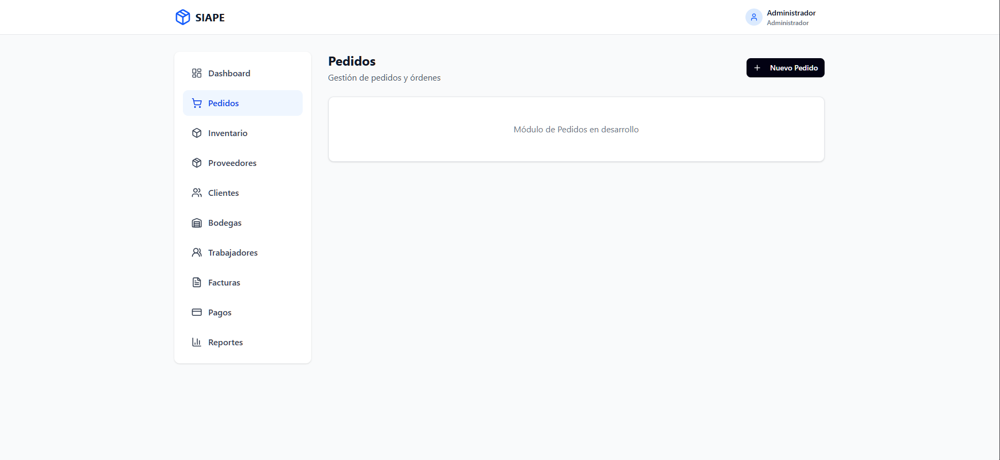 SIAPE
Administrador
Administrador
Dashboard
Pedidos
Inventario
Proveedores
Clientes
Bodegas
Trabajadores
Facturas
Pagos
Reportes
Pedidos
Gestión de pedidos y órdenes
Nuevo Pedido
Módulo de Pedidos en desarrollo